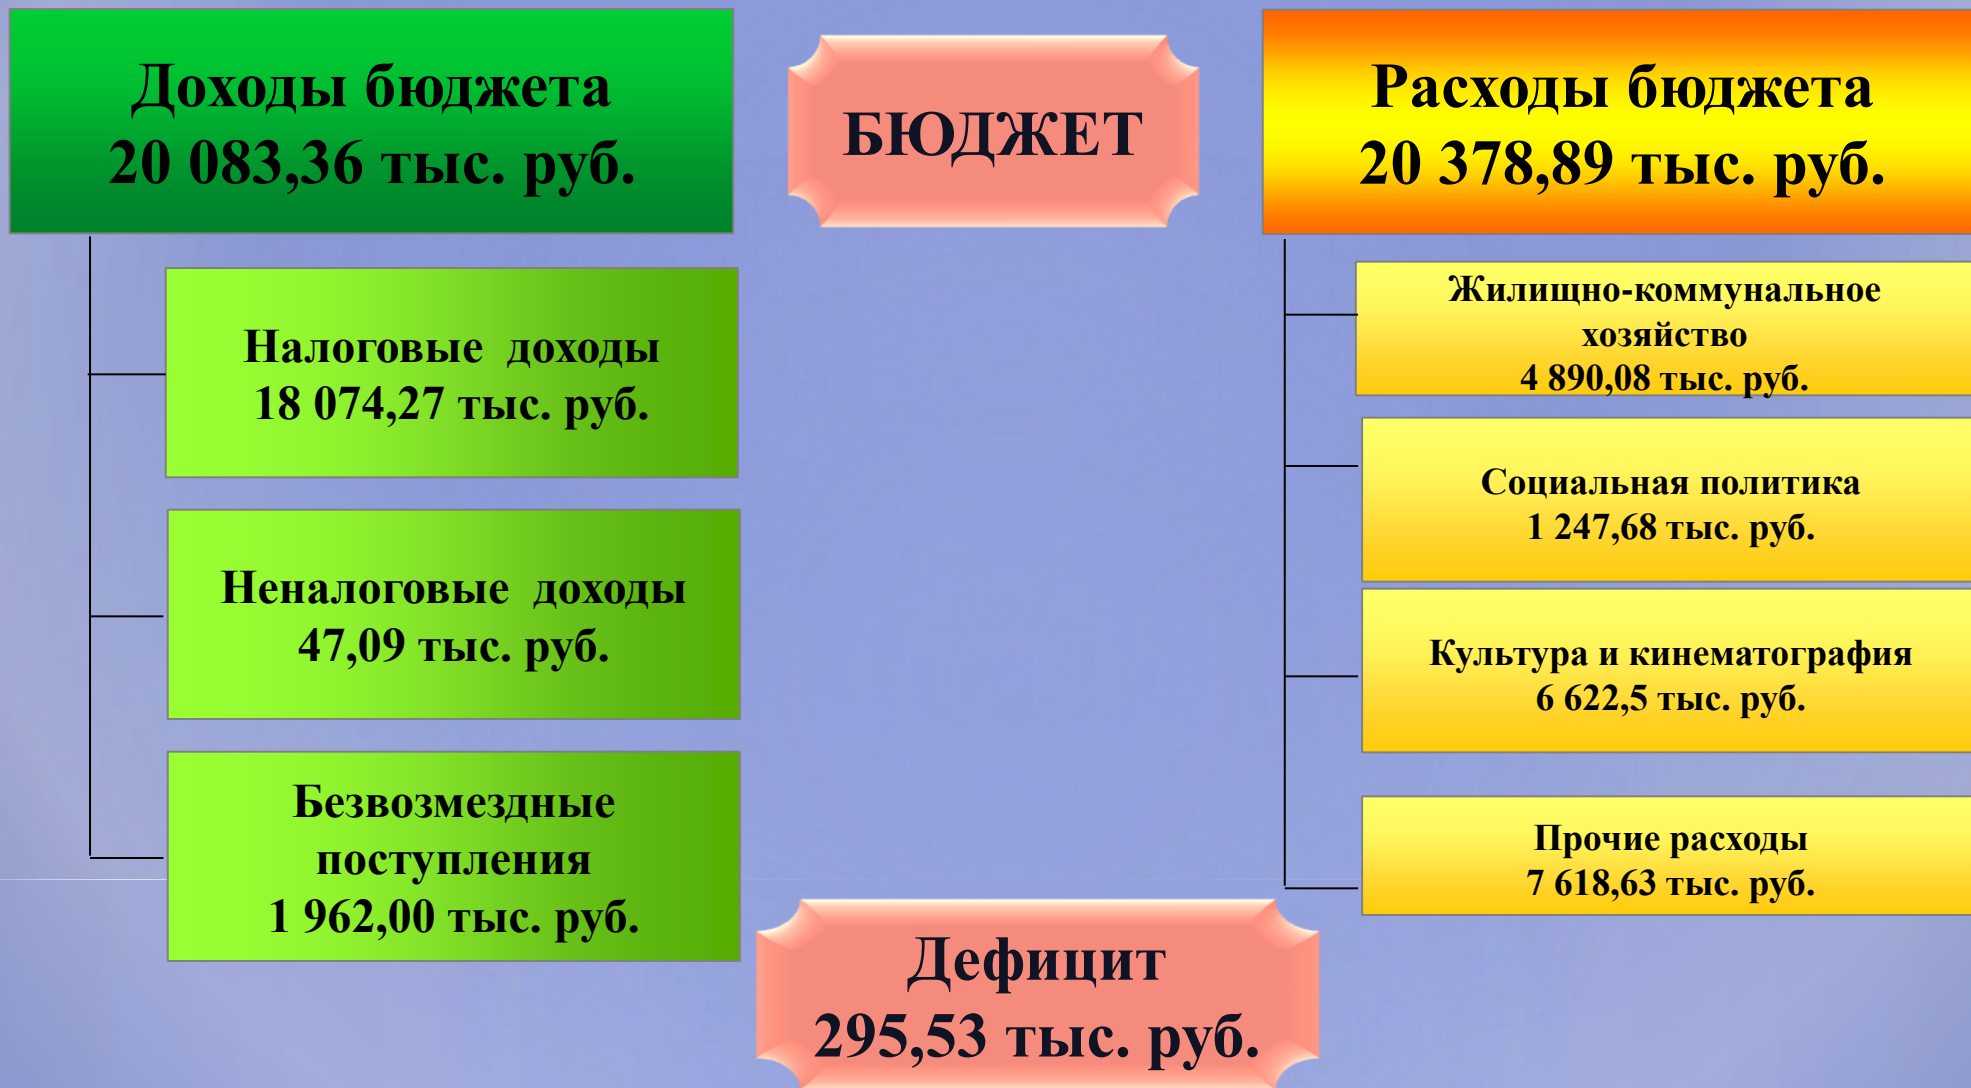 Доходы бюджета
20 083,36 тыс. руб.
Налоговые доходы
18 074,27 тыс. руб.
Неналоговые доходы
47,09 тыс. руб.
Безвозмездные
поступления
1 962,00 тыс. руб.
БЮДЖЕТ
Дефицит
295,53 тыс. руб.
Расходы бюджета
20 378,89 тыс. руб.
Жилищно-коммунальное
хозяйство
4 890,08 тыс. руб.
Социальная политика
1 247,68 тыс. руб.
Культура и кинематография
6 622,5 тыс. руб.
Прочие расходы
7 618,63 тыс. руб.